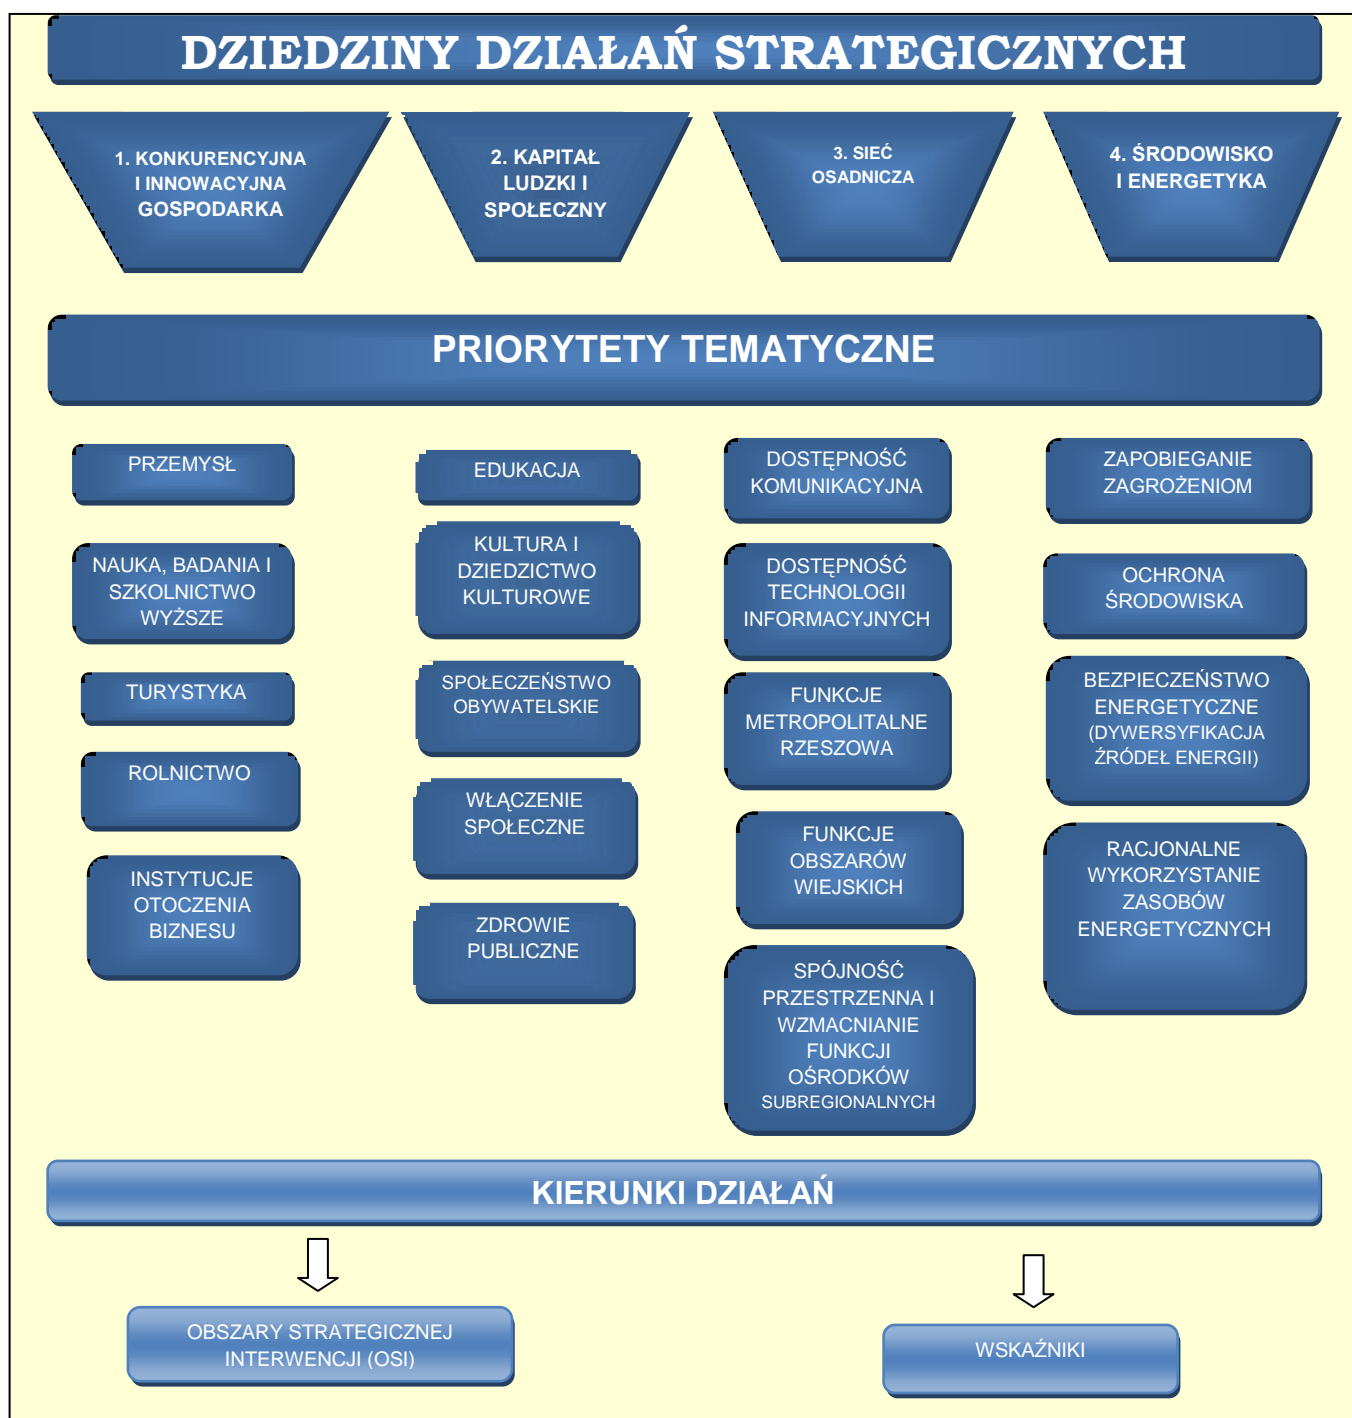 DZIEDZINY DZIAŁAŃ STRATEGICZNYCH
1. KONKURENCYJNA
I INNOWACYJNA
GOSPODARKA
2. KAPITAŁ
LUDZKI I
SPOŁECZNY
3. SIEĆ
OSADNICZA
4. ŚRODOWISKO
I ENERGETYKA
PRIORYTETY TEMATYCZNE
PRZEMYSŁ
NAUKA, BADANIA I
SZKOLNICTWO
WYŻSZE
TURYSTYKA
ROLNICTWO
INSTYTUCJE
OTOCZENIA
BIZNESU
EDUKACJA
KULTURA I
DZIEDZICTWO
KULTUROWE
SPOŁECZEŃSTWO
OBYWATELSKIE
WŁĄCZENIE
SPOŁECZNE
ZDROWIE
PUBLICZNE
DOSTĘPNOŚĆ
KOMUNIKACYJNA
DOSTĘPNOŚĆ
TECHNOLOGII
INFORMACYJNYCH
FUNKCJE
METROPOLITALNE
RZESZOWA
FUNKCJE
OBSZARÓW
WIEJSKICH
SPÓJNOŚĆ
PRZESTRZENNA I
WZMACNIANIE
FUNKCJI
OŚRODKÓW
SUBREGIONALNYCH
ZAPOBIEGANIE
ZAGROŻENIOM
OCHRONA
ŚRODOWISKA
BEZPIECZEŃSTWO
ENERGETYCZNE
(DYWERSYFIKACJA
ŹRÓDEŁ ENERGII)
RACJONALNE
WYKORZYSTANIE
ZASOBÓW
ENERGETYCZNYCH
KIERUNKI DZIAŁAŃ
OBSZARY STRATEGICZNEJ
INTERWENCJI (OSI)
WSKAŹNIKI